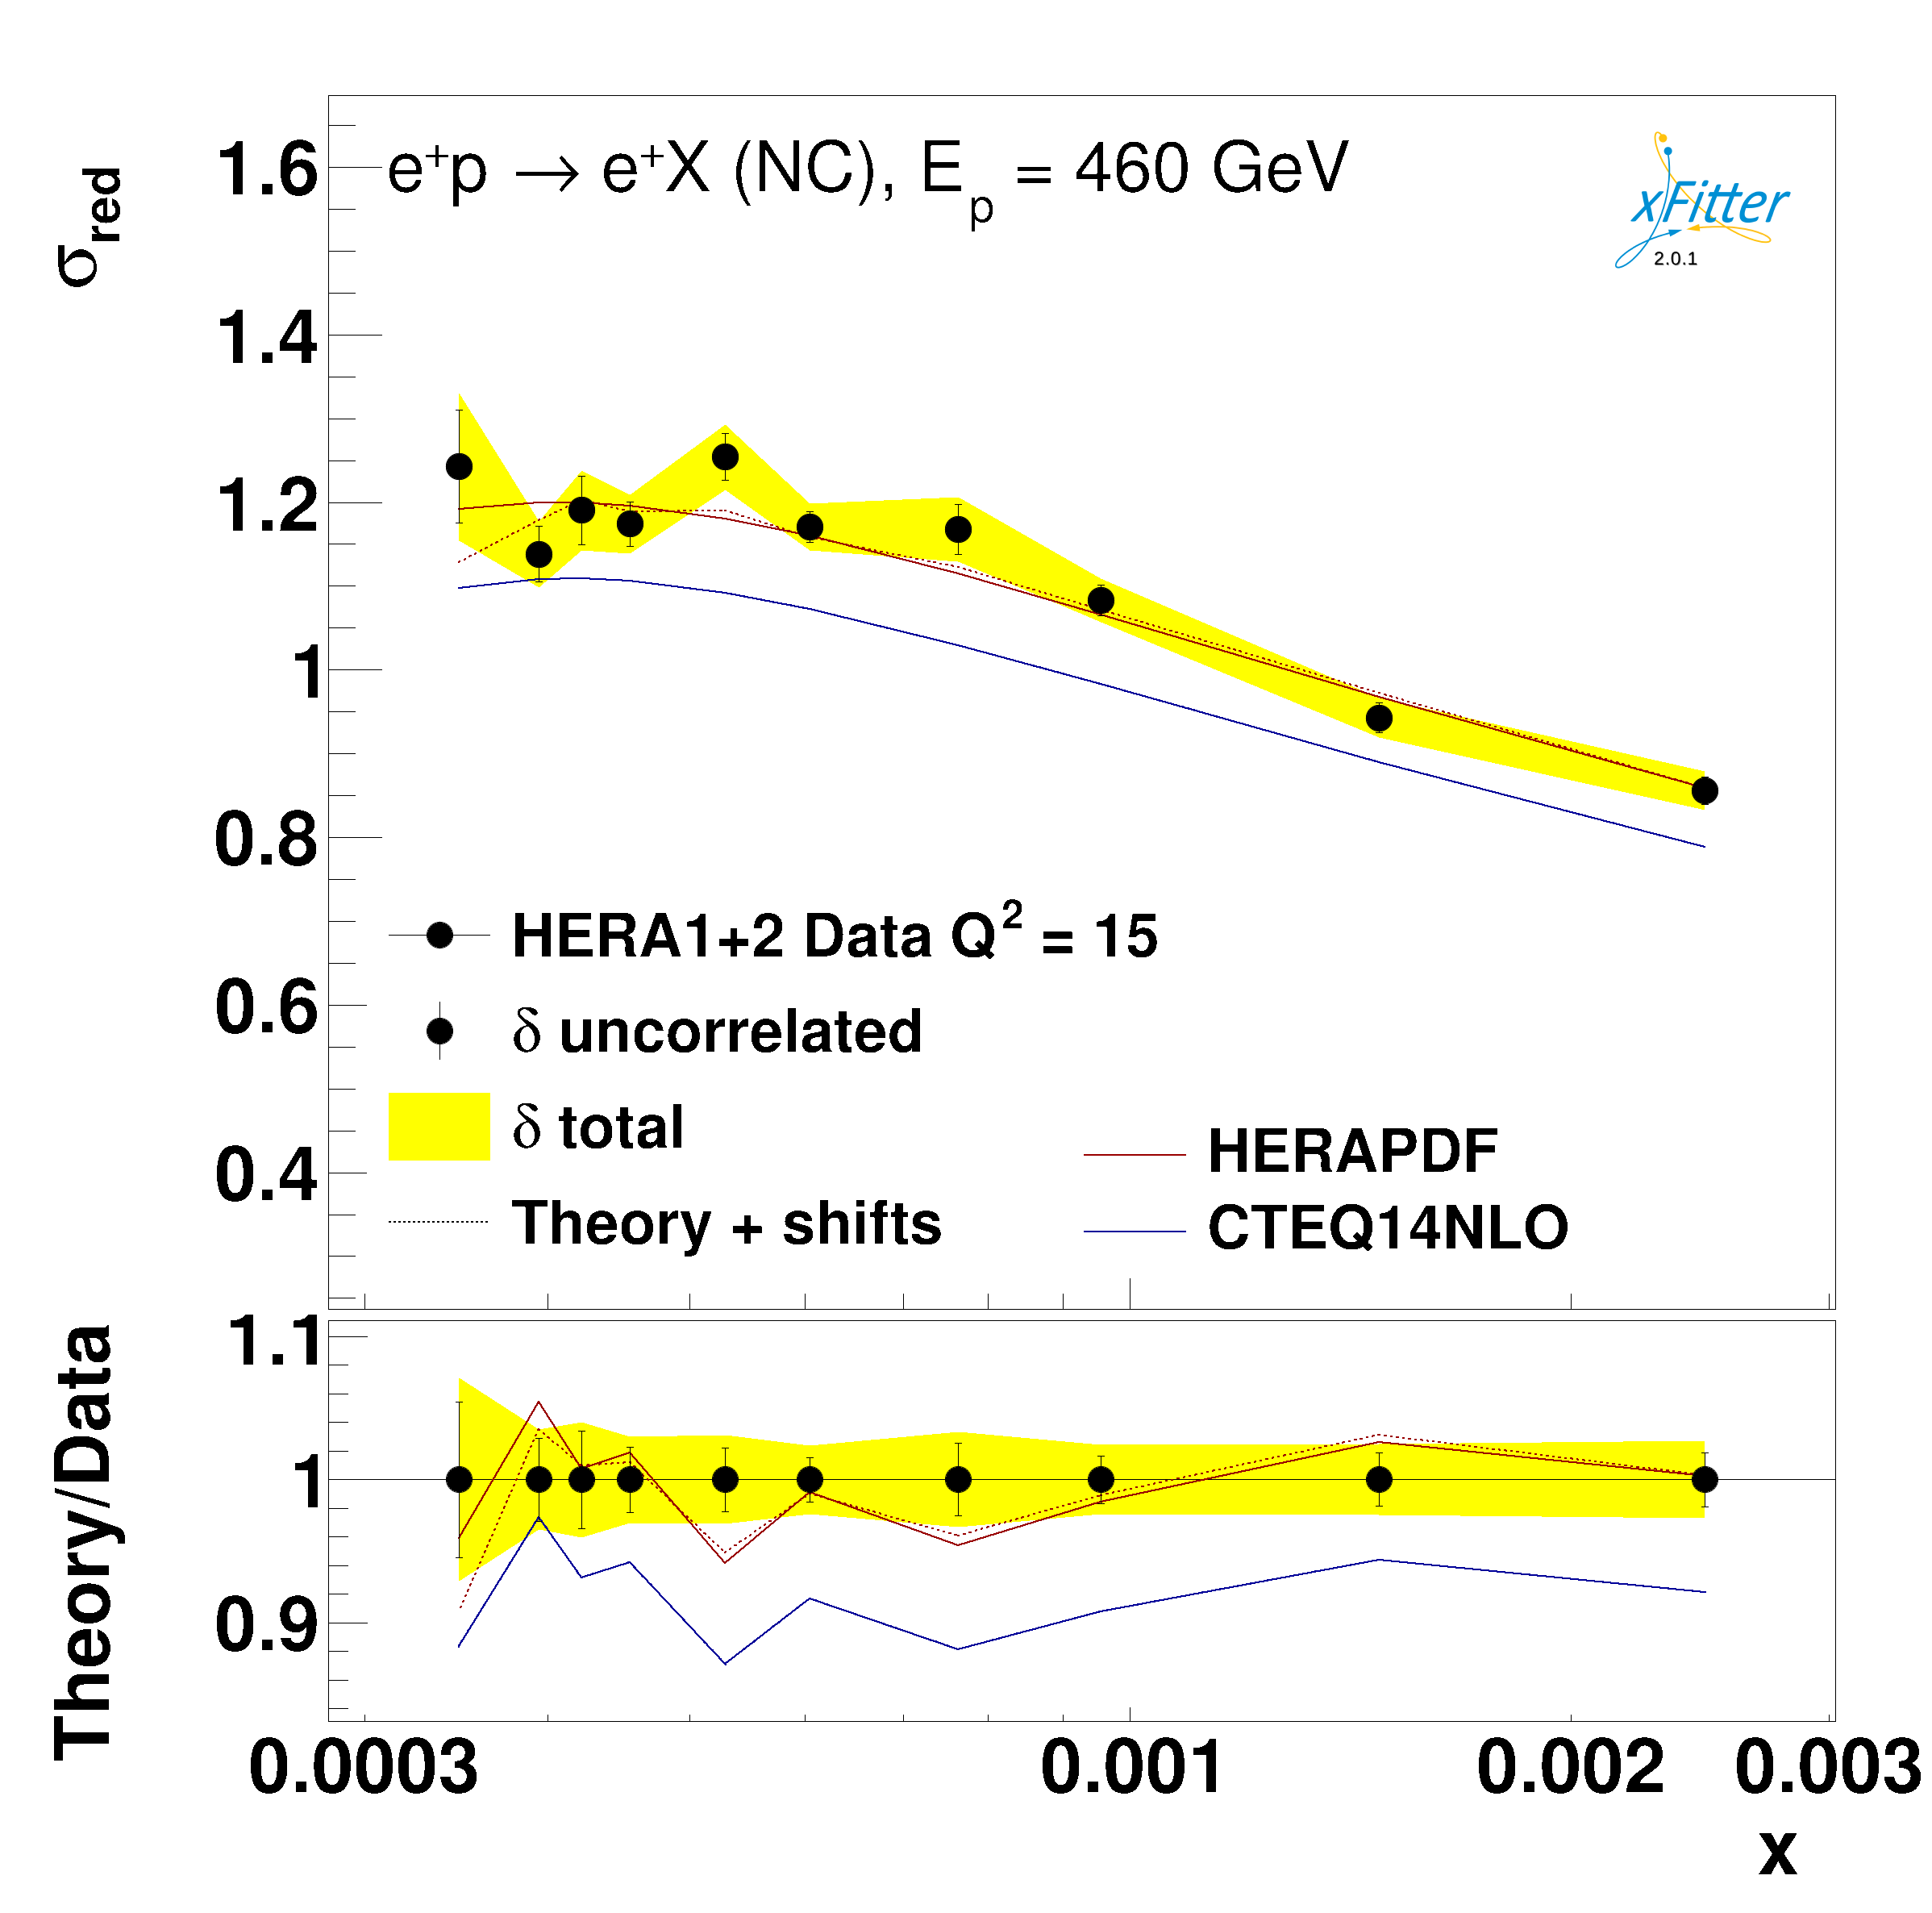 σred
1.6
1.4
1.2
1
0.8
0.6
0.4
e⁺p → e⁺X (NC), Ep = 460 GeV
xFitter
2.0.1
HERA1+2 Data Q² = 15
δ uncorrelated
δ total
Theory + shifts
HERAPDF
CTEQ14NLO
Theory/Data
1.1
1
0.9
0.0003 0.001 0.002 0.003
x